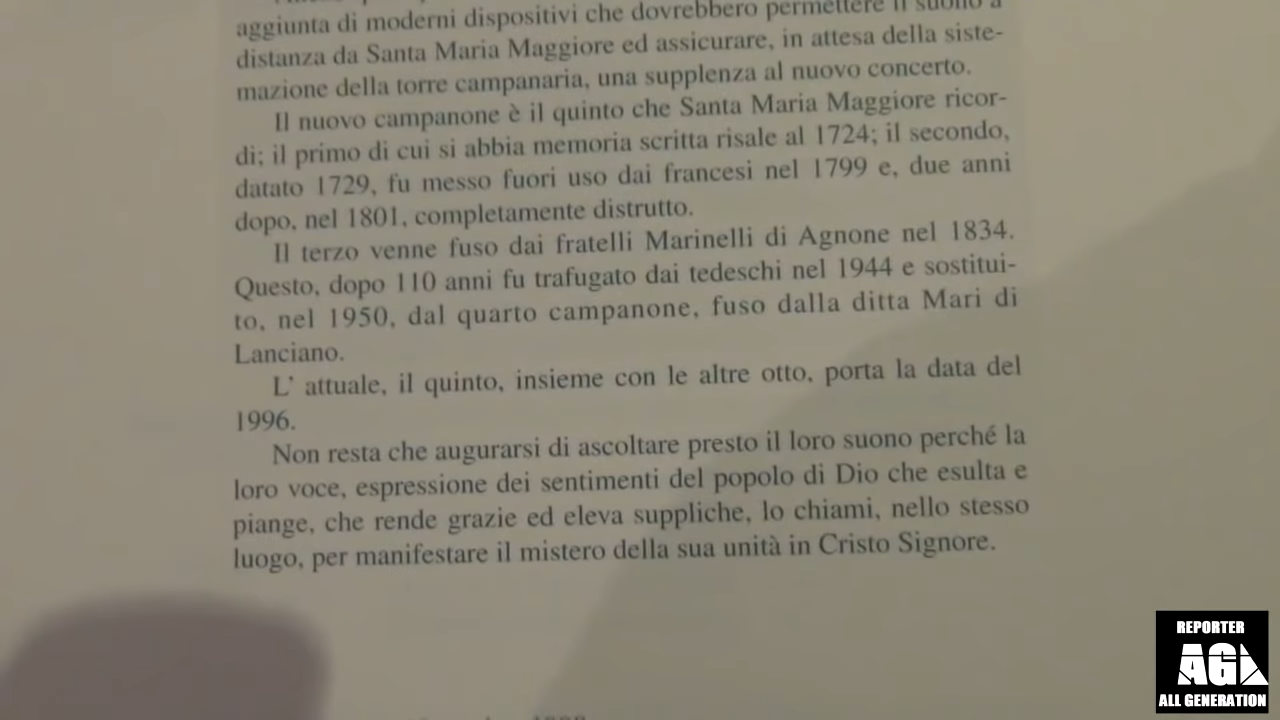 aggiunta di moderni dispositivi che dovrebbero permettere il suono a
distanza da Santa Maria Maggiore ed assicurare, in attesa della siste-
mazione della torre campanaria, una supplenza al nuovo concerto.
Il nuovo campanone è il quinto che Santa Maria Maggiore ricor-
di; il primo di cui si abbia memoria scritta risale al 1724; il secondo,
datato 1729, fu messo fuori uso dai francesi nel 1799 e, due anni
dopo, nel 1801, completamente distrutto.
Il terzo venne fuso dai fratelli Marinelli di Agnone nel 1834.
Questo, dopo 110 anni fu trafugato dai tedeschi nel 1944 e sostitui-
to, nel 1950, dal quarto campanone, fuso dalla ditta Mari di
Lanciano.
L' attuale, il quinto, insieme con le altre otto, porta la data del
1996.
Non resta che augurarsi di ascoltare presto il loro suono perché la
loro voce, espressione dei sentimenti del popolo di Dio che esulta e
piange, che rende grazie ed eleva suppliche, lo chiami, nello stesso
luogo, per manifestare il mistero della sua unità in Cristo Signore.
REPORTER
AG
ALL GENERATION